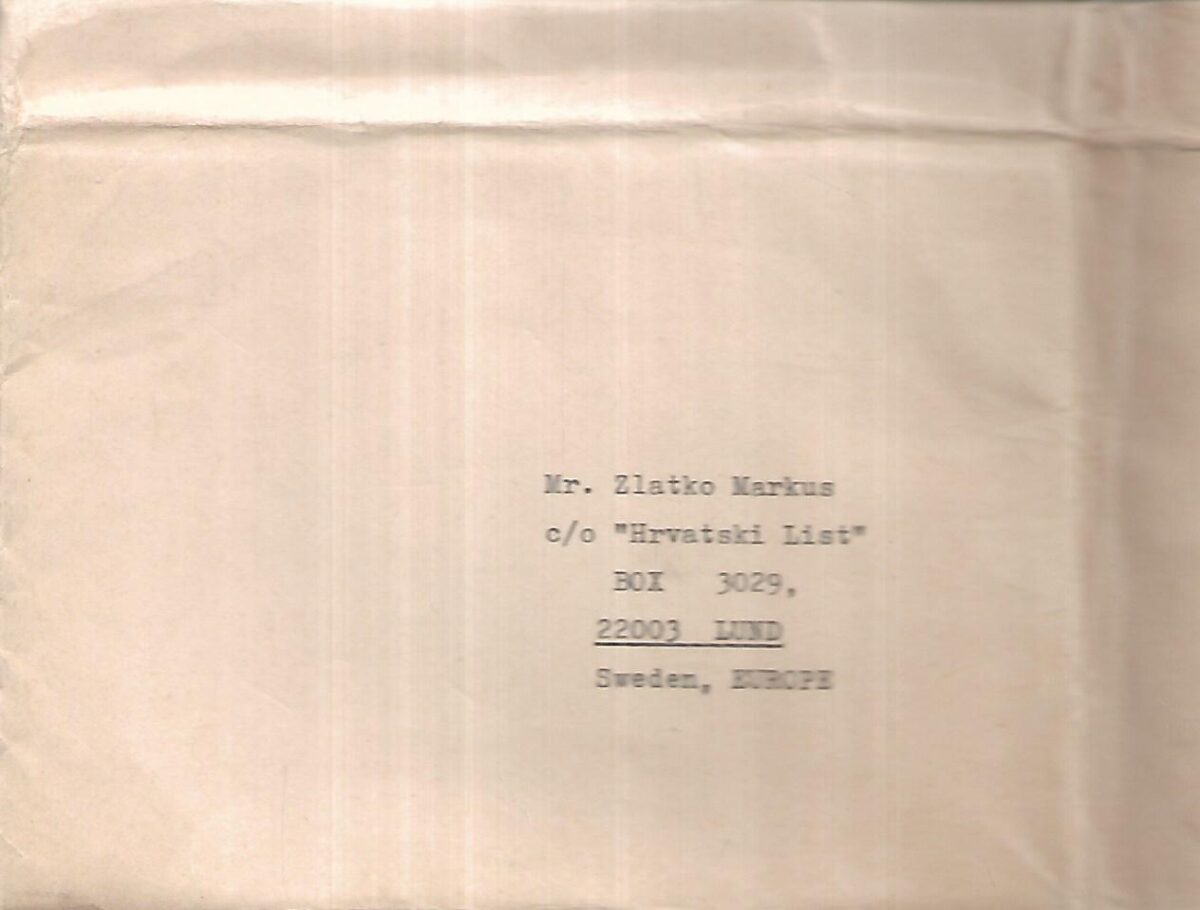 Mr. Zlatko Markus
c/o "Hrvatski List"
BOX 3029,
22003 LUND
Sweden, EUROPE